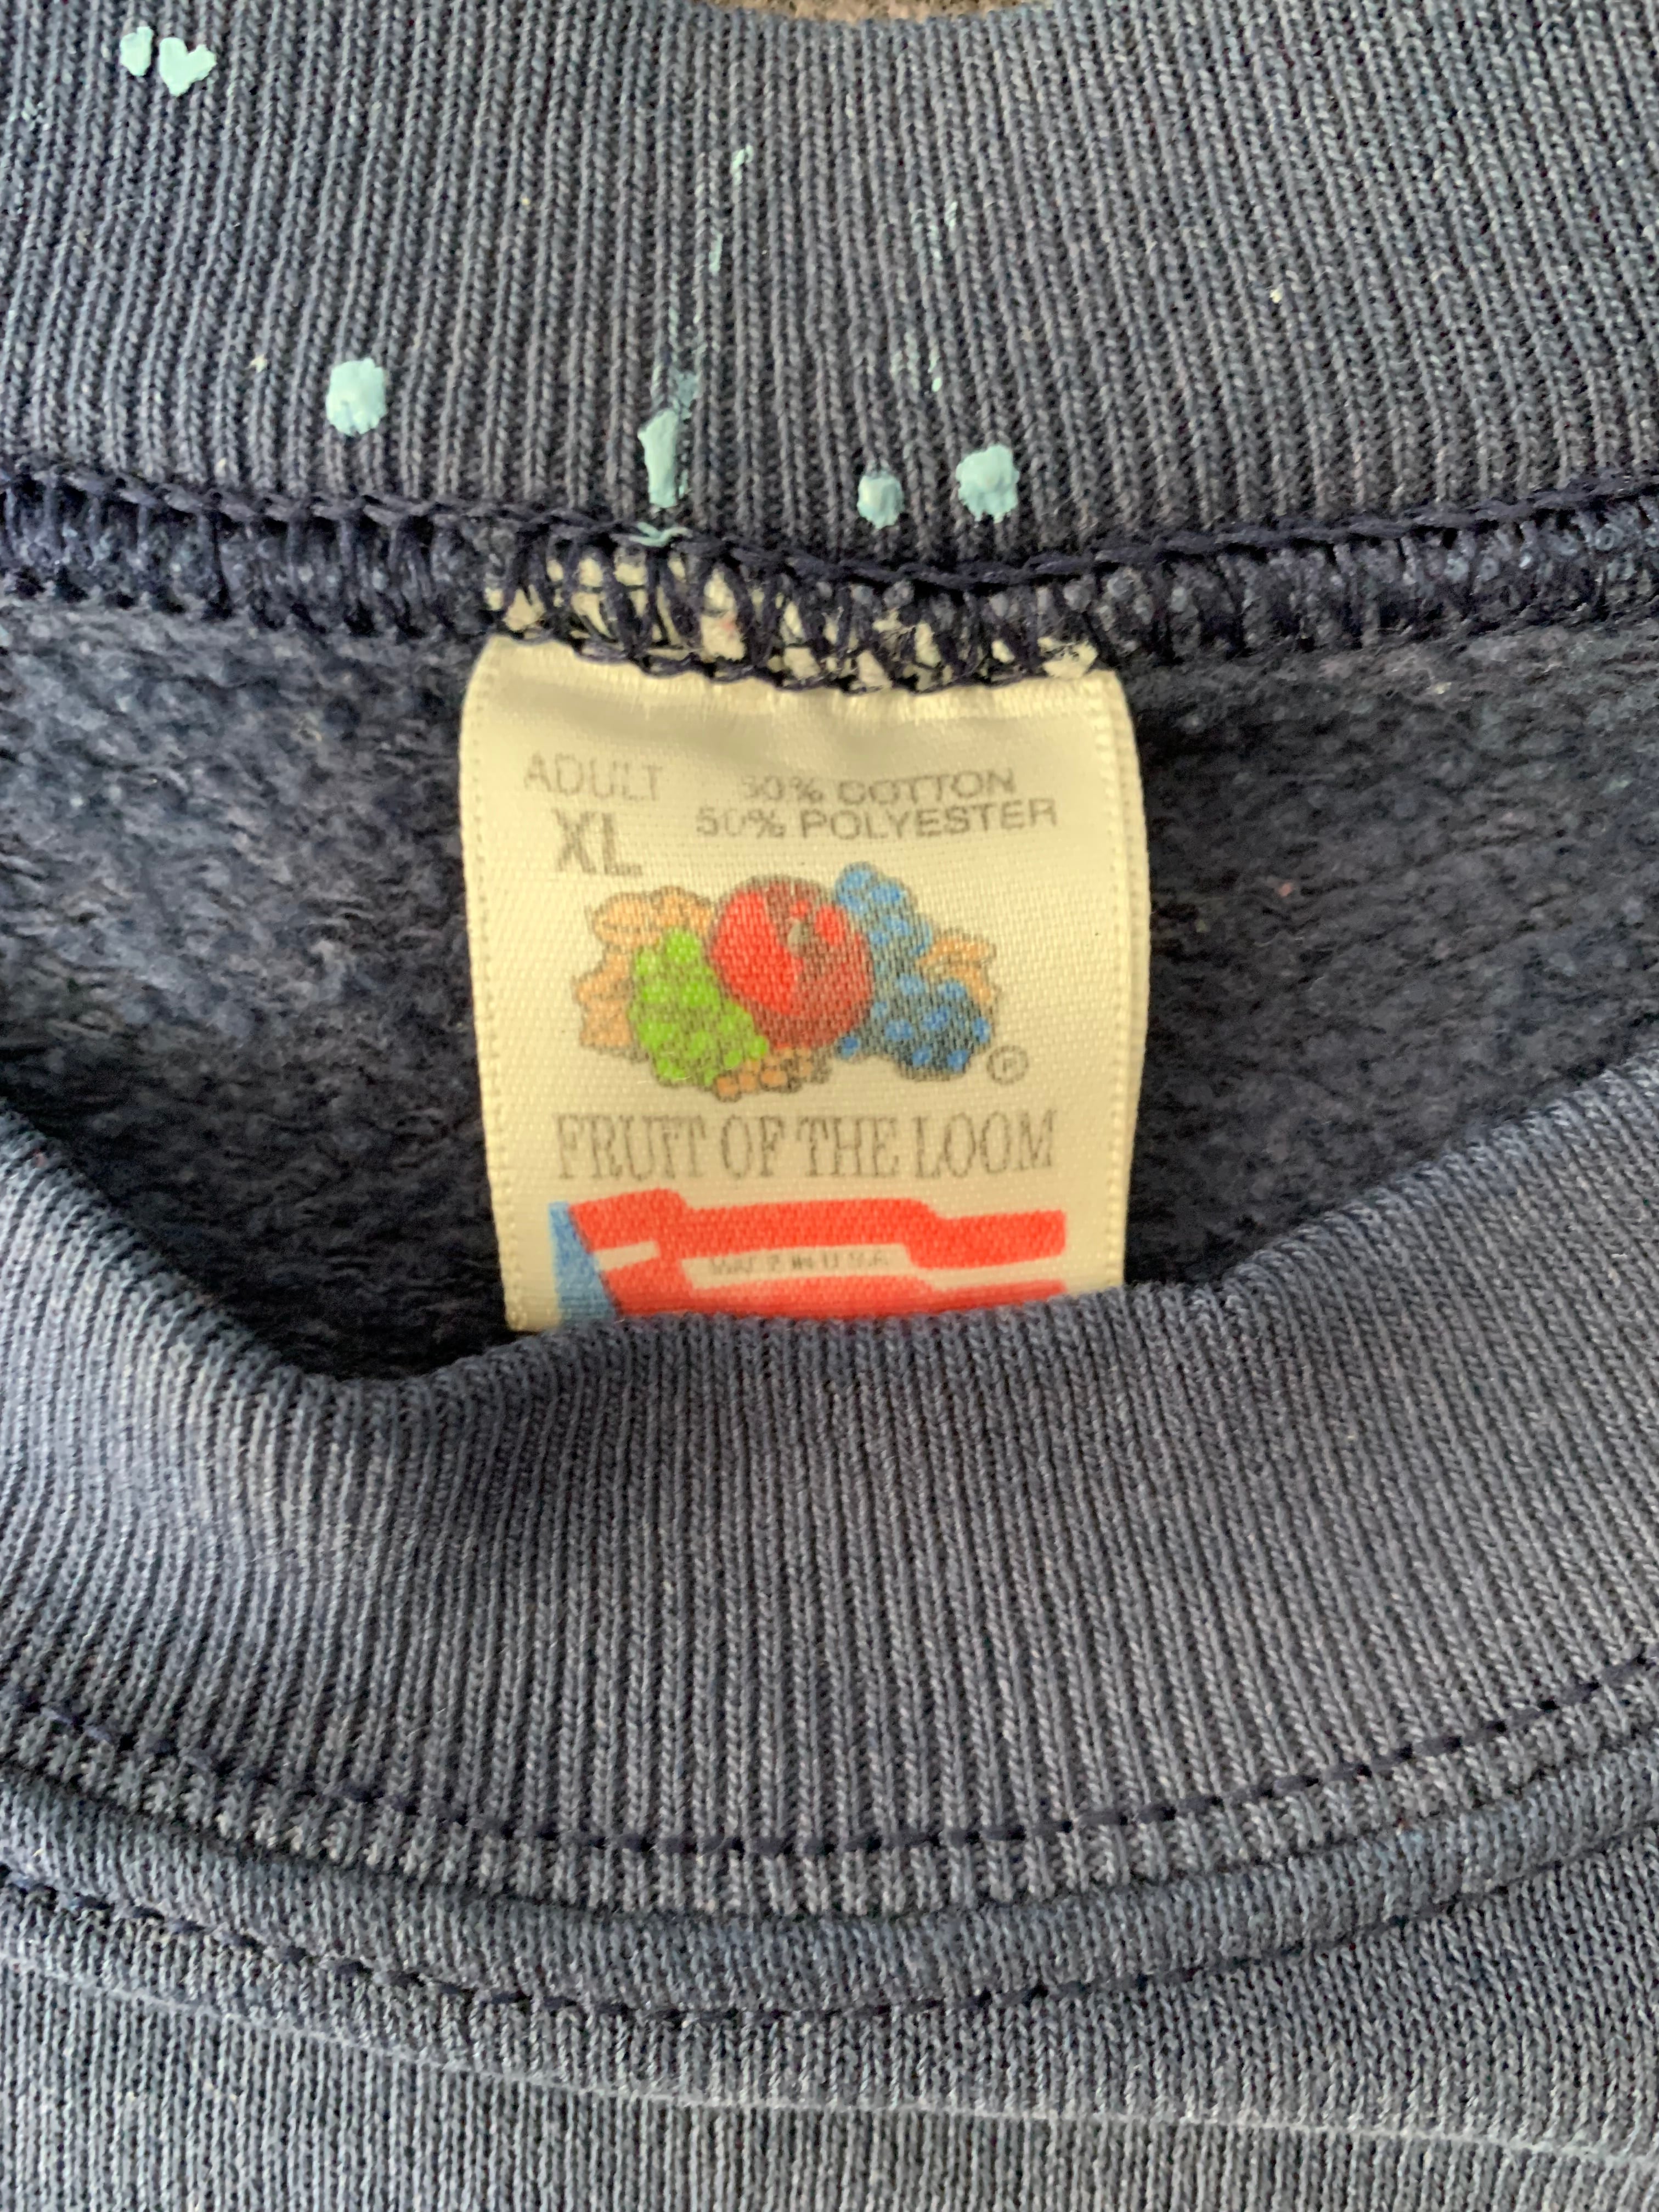 ADULT
XL
50% COTTON
50% POLYESTER
FRUIT OF THE LOOM
MADE IN U.S.A.